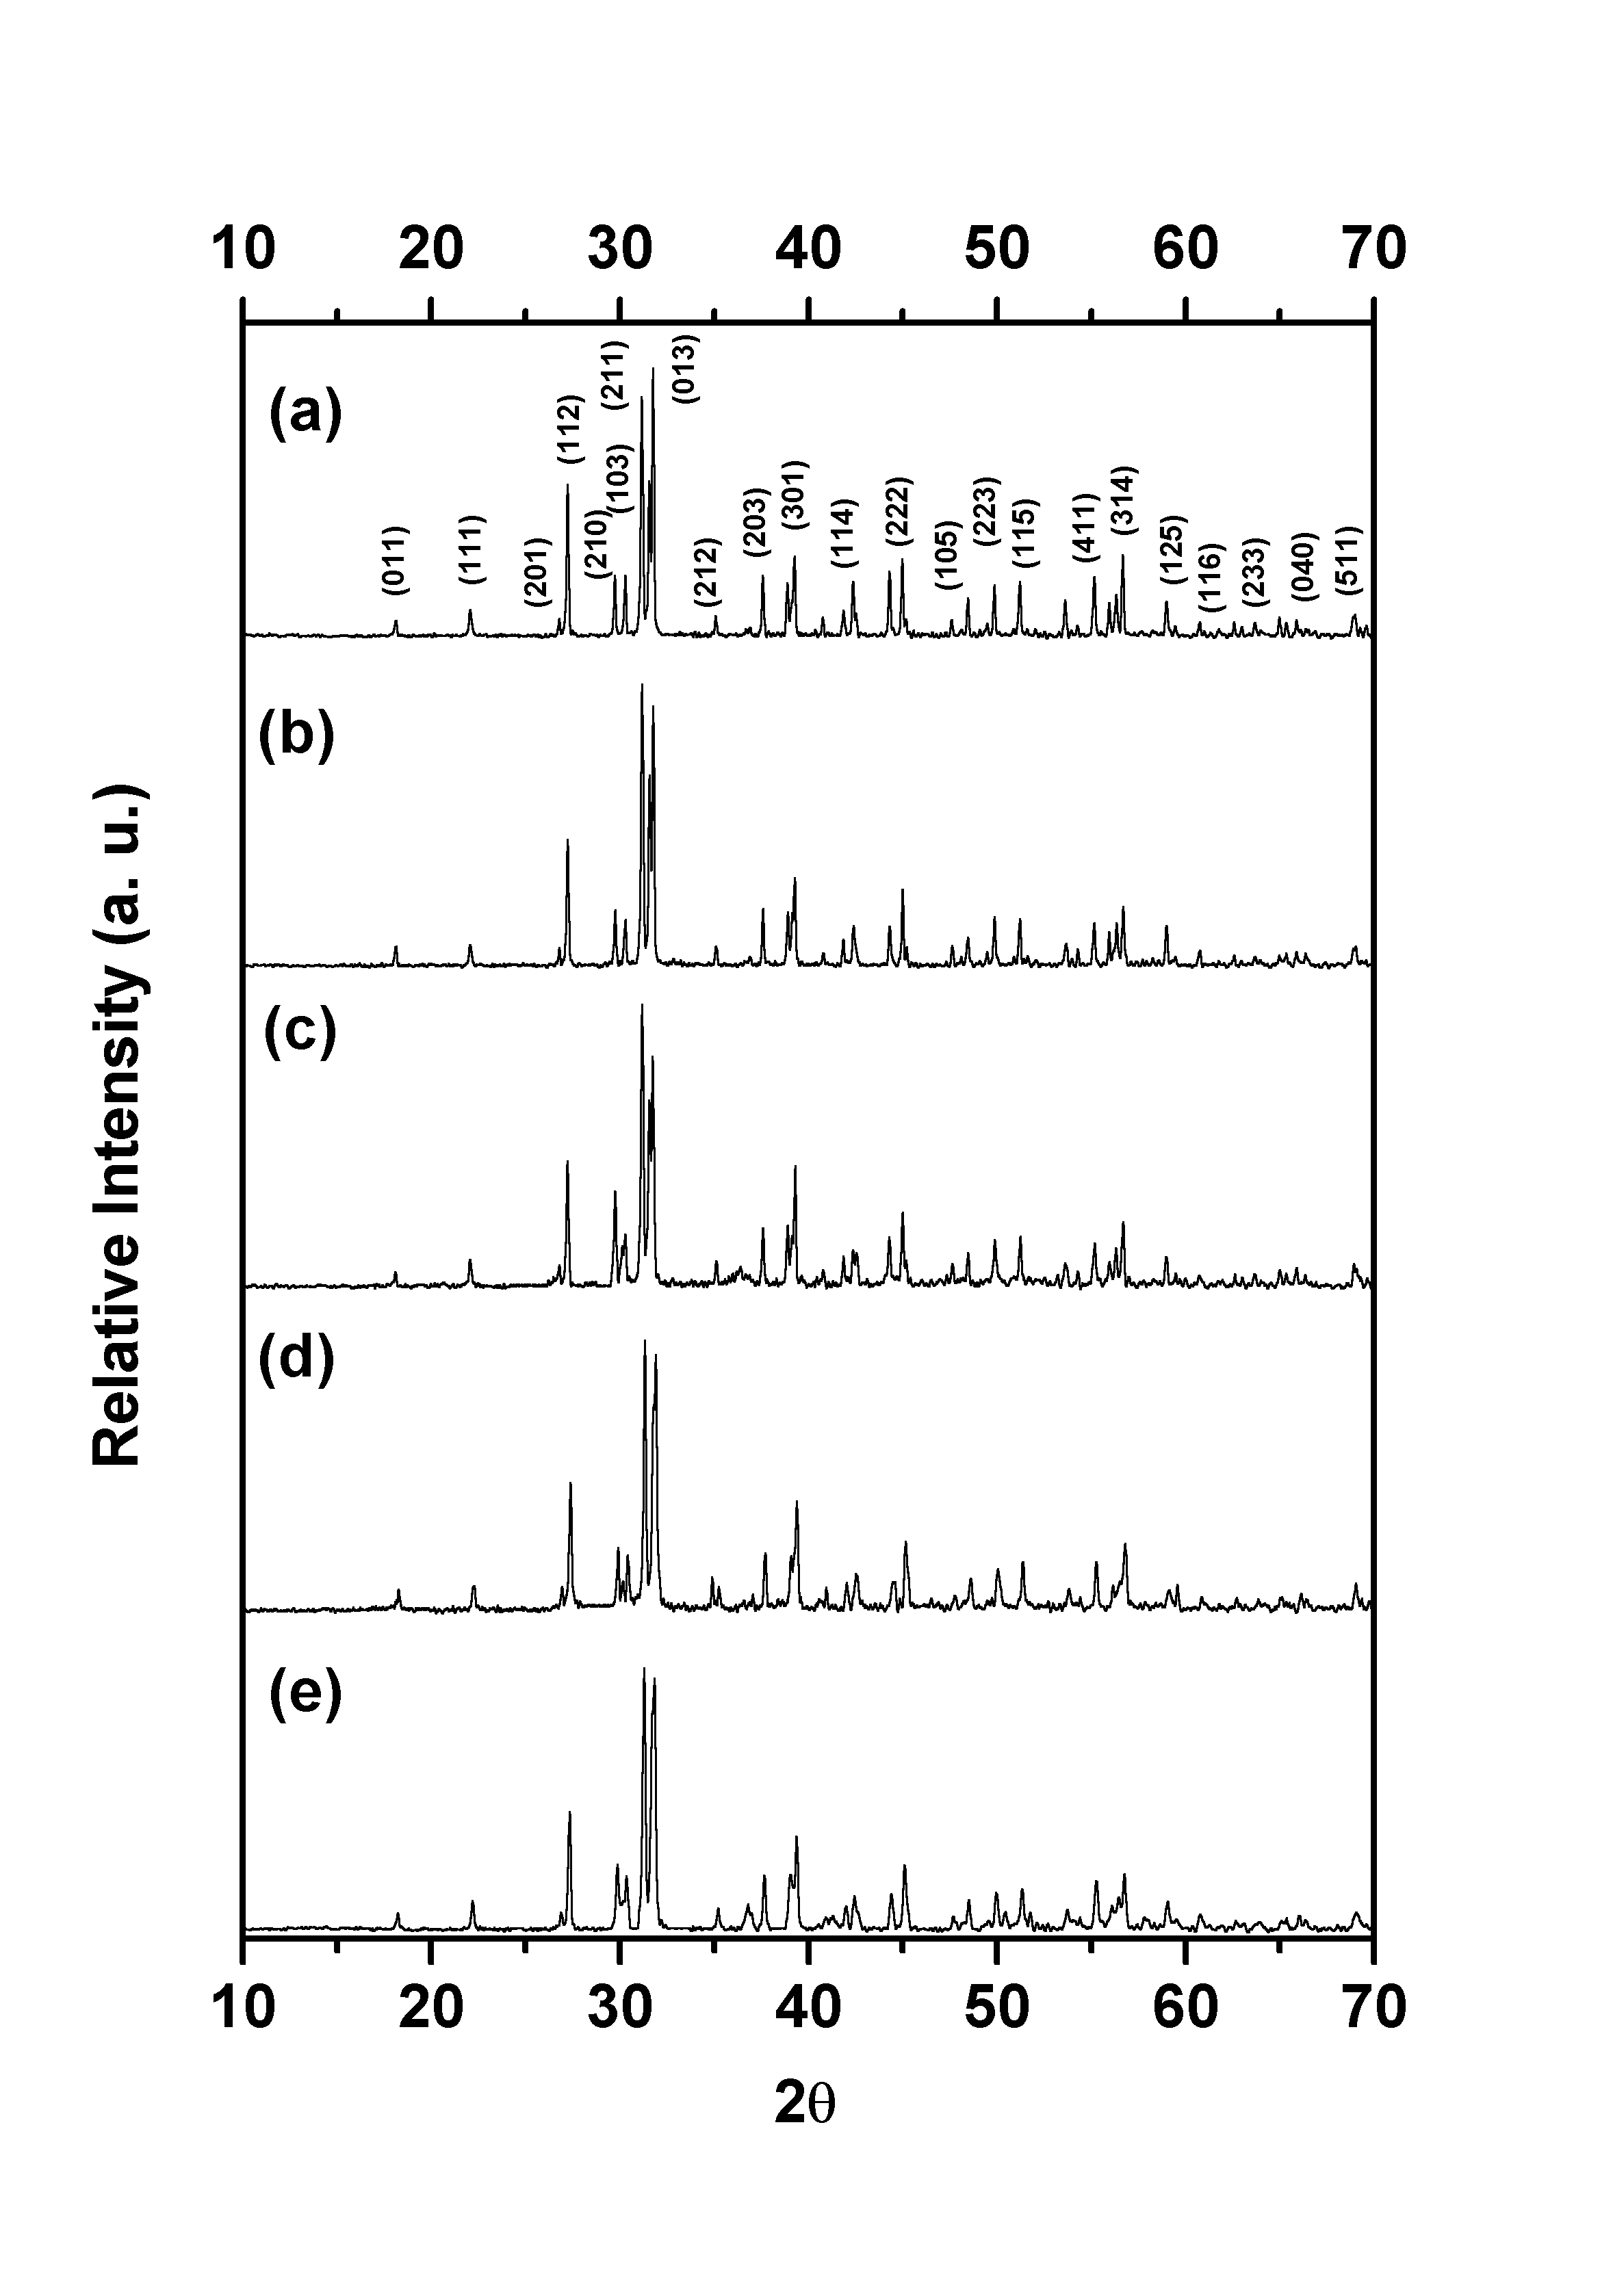 10 20 30 40 50 60 70
(a)
(011)
(111)
(201)
(112)
(210)
(103)
(211)
(013)
(212)
(203)
(301)
(114)
(222)
(105)
(223)
(115)
(411)
(314)
(125)
(116)
(233)
(040)
(511)
(b)
(c)
(d)
(e)
Relative Intensity (a. u.)
10 20 30 40 50 60 70
2θ